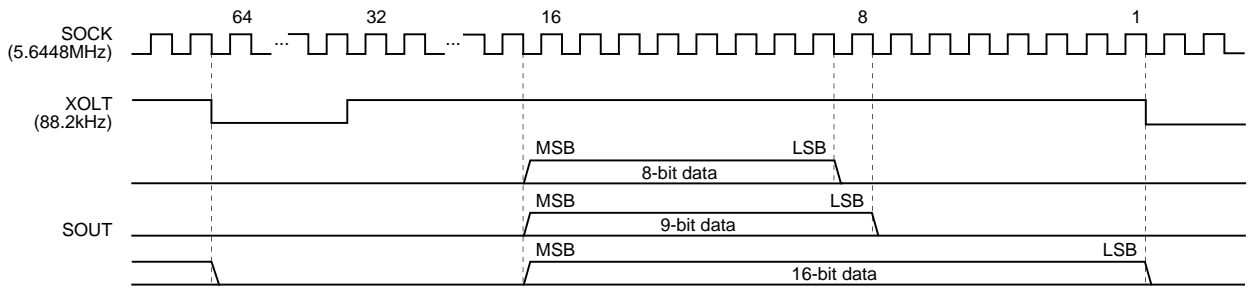 64 32 16 8 1
SOCK
(5.6448MHz)
... ...
XOLT
(88.2kHz)
MSB LSB
8-bit data
MSB LSB
9-bit data
SOUT
MSB LSB
16-bit data